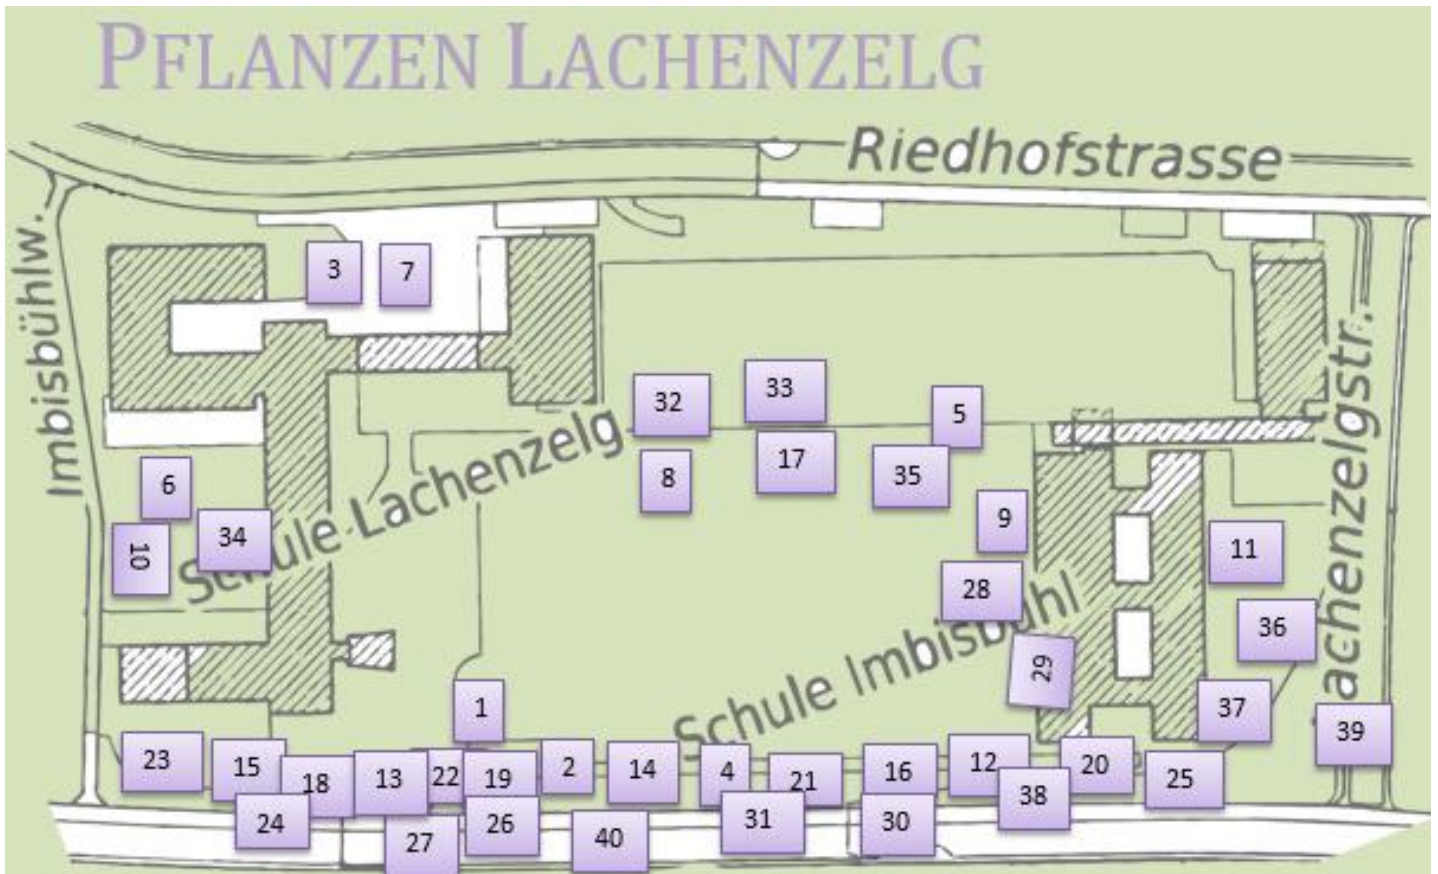 PFLANZEN LACHENZELG
Riedhofstrasse
Imbisbühlw.
3 7
32 33 5
8 17 35
6
10 34
Schule Lachenzelg
9
28
11
36
achenzelgstr.
29
Schule Imbisbühl
1
37
39
23 15 18 13 22 19 2 14 4 21 16 12 38 20 25
24 27 26 40 31 30